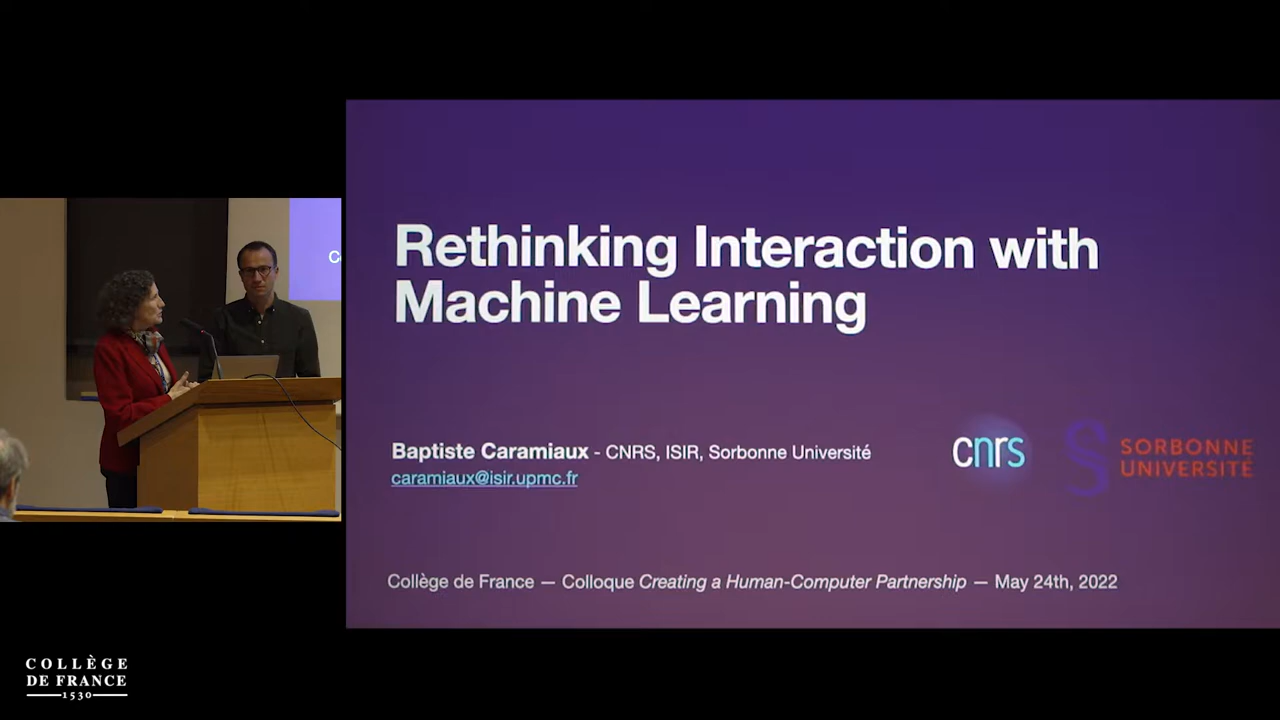 Rethinking Interaction with
Machine Learning
Baptiste Caramiaux - CNRS, ISIR, Sorbonne Université
caramiaux@isir.upmc.fr
cnrs
SORBONNE
UNIVERSITÉ
Collège de France — Colloque Creating a Human-Computer Partnership — May 24th, 2022
COLLÈGE
DE FRANCE
1530